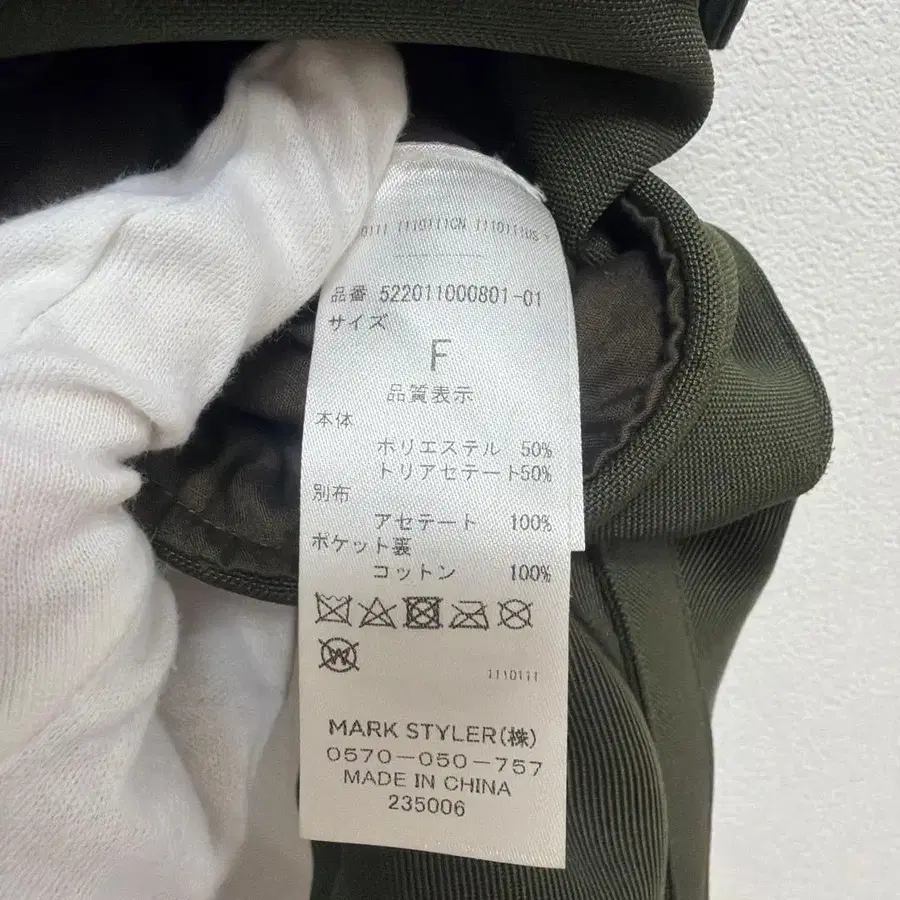 1110111CN 1110111US
品番 522011000801-01
サイズ
F
品質表示
本体
ポリエステル 50%
トリアセテート50%
別布
アセテート 100%
ポケット裏
コットン 100%
W
1110111
MARK STYLER(株)
0570-050-757
MADE IN CHINA
235006